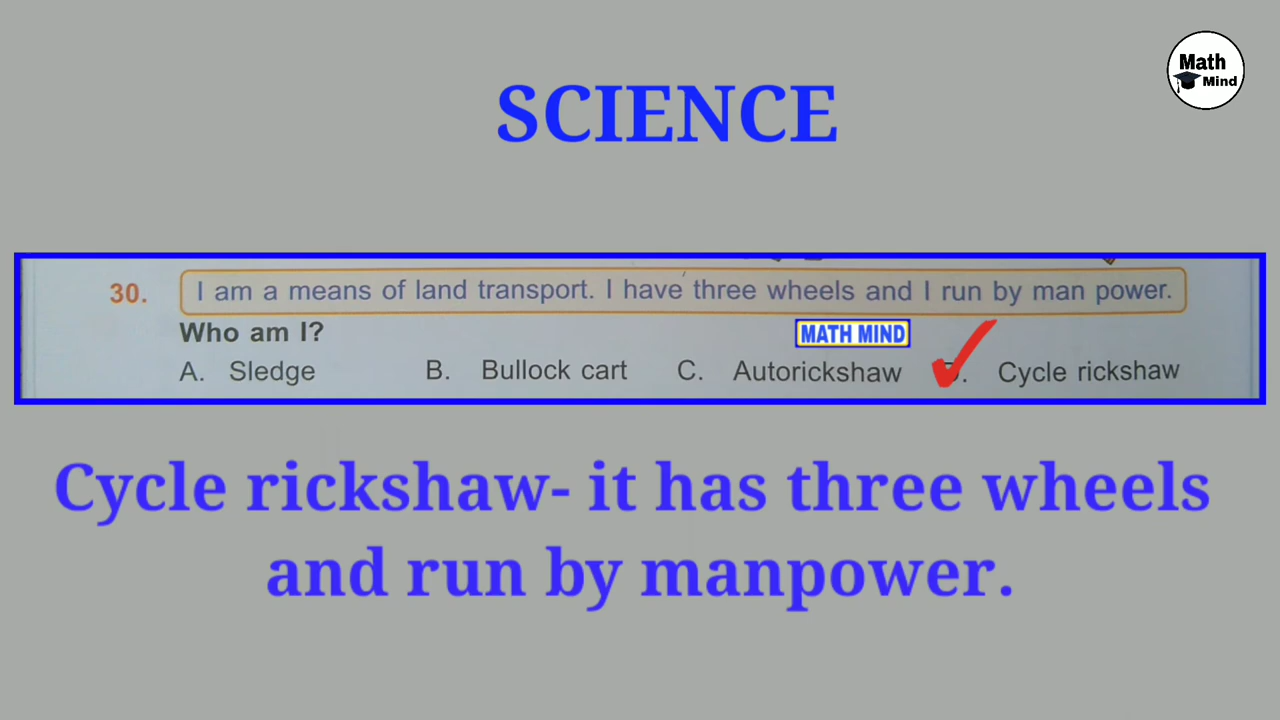 Math
Mind
SCIENCE
30. I am a means of land transport. I have three wheels and I run by man power.
Who am I?
MATH MIND
A. Sledge B. Bullock cart C. Autorickshaw D. Cycle rickshaw
Cycle rickshaw- it has three wheels
and run by manpower.